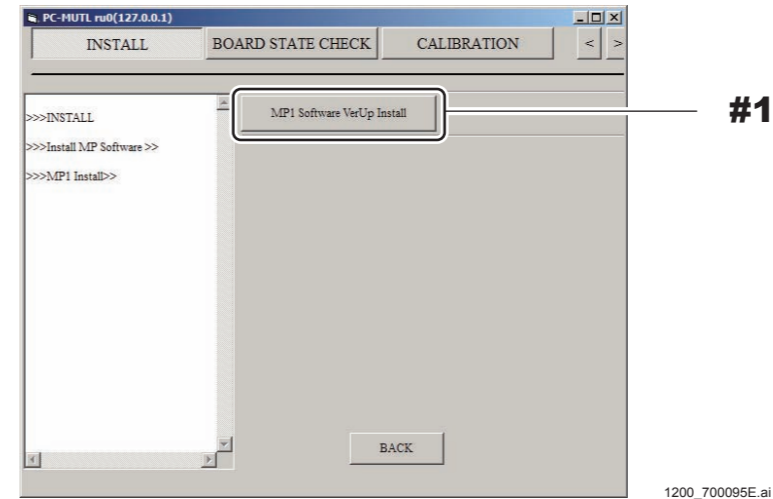 PC-MUTL ru0(127.0.0.1)
INSTALL BOARD STATE CHECK CALIBRATION < >
MP1 Software VerUp Install
#1
>>>INSTALL
>>>Install MP Software >>
>>>MP1 Install>>
BACK
1200_700095E.ai